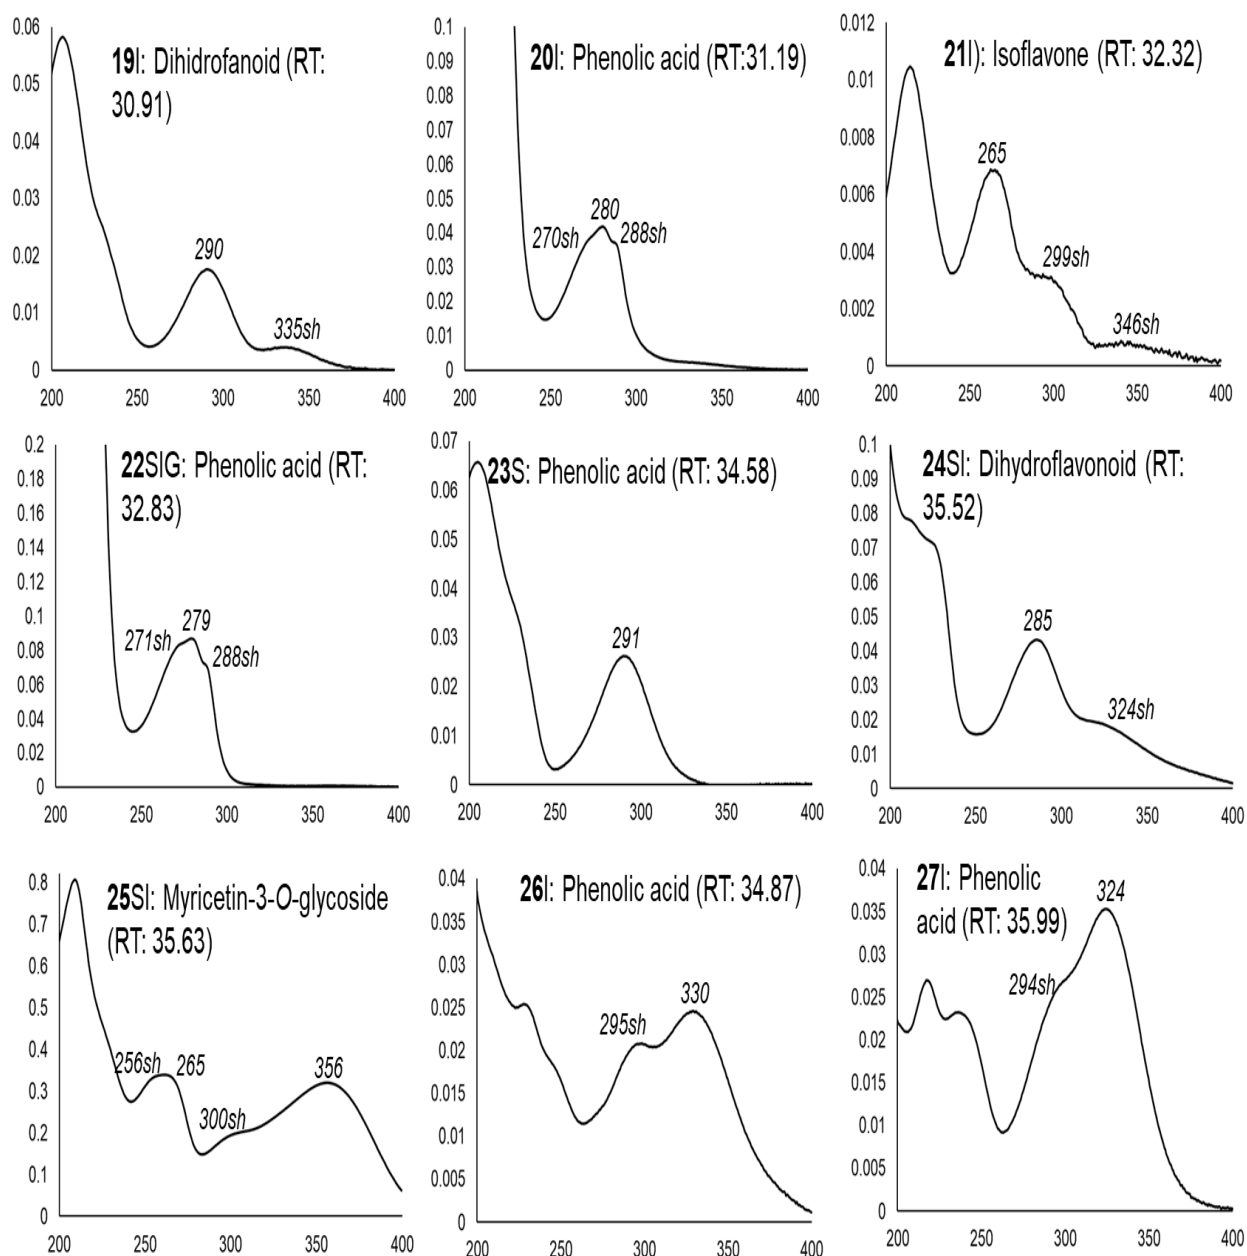 19I: Dihidrofanoid (RT:
30.91)
0.06
0.05
0.04
0.03
0.02
0.01
0
290
335sh
200 250 300 350 400
20I: Phenolic acid (RT:31.19)
0.1
0.09
0.08
0.07
0.06
0.05
0.04
0.03
0.02
0.01
0
270sh
280
288sh
200 250 300 350 400
21I): Isoflavone (RT: 32.32)
0.012
0.01
0.008
0.006
0.004
0.002
0
265
299sh
346sh
200 250 300 350 400
22SIG: Phenolic acid (RT:
32.83)
0.2
0.18
0.16
0.14
0.12
0.1
0.08
0.06
0.04
0.02
0
271sh
279
288sh
200 250 300 350 400
23S: Phenolic acid (RT: 34.58)
0.07
0.06
0.05
0.04
0.03
0.02
0.01
0
291
200 250 300 350 400
24SI: Dihydroflavonoid (RT:
35.52)
0.1
0.09
0.08
0.07
0.06
0.05
0.04
0.03
0.02
0.01
0
285
324sh
200 250 300 350 400
25SI: Myricetin-3-O-glycoside
(RT: 35.63)
0.8
0.7
0.6
0.5
0.4
0.3
0.2
0.1
0
256sh
265
300sh
356
200 250 300 350 400
26I: Phenolic acid (RT: 34.87)
0.04
0.035
0.03
0.025
0.02
0.015
0.01
0.005
0
295sh
330
200 250 300 350 400
27I: Phenolic
acid (RT: 35.99)
0.04
0.035
0.03
0.025
0.02
0.015
0.01
0.005
0
294sh
324
200 250 300 350 400